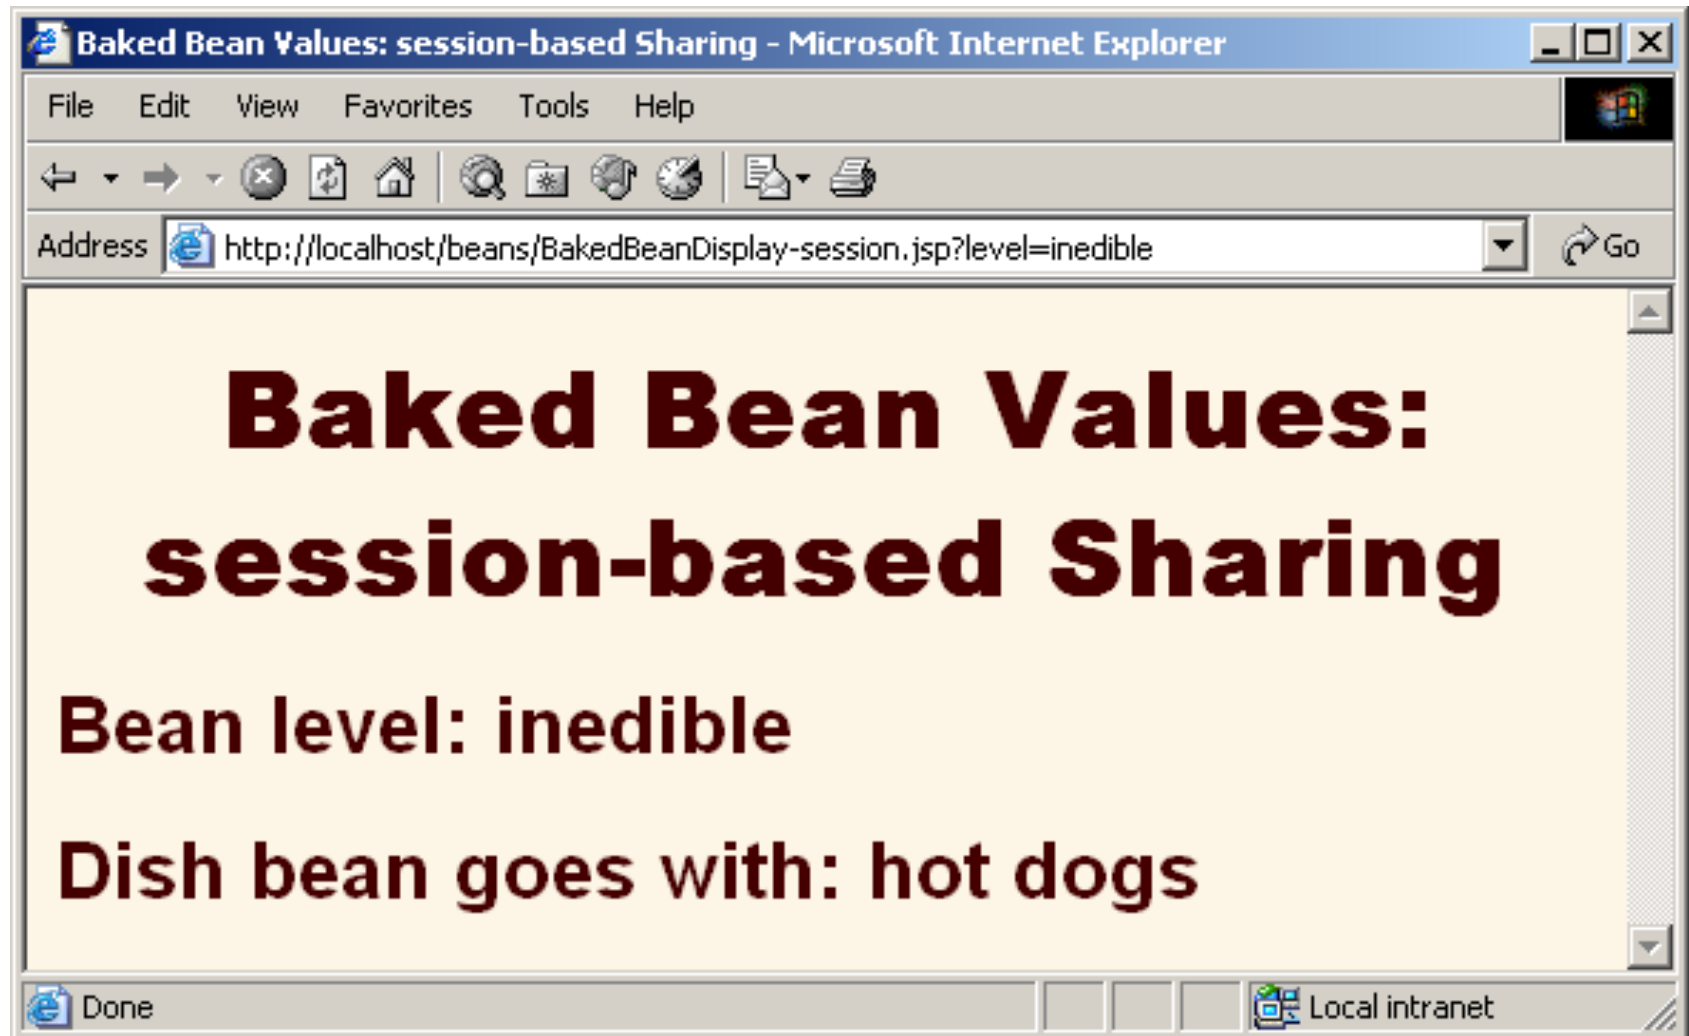 Baked Bean Values: session-based Sharing - Microsoft Internet Explorer
File Edit View Favorites Tools Help
Address http://localhost/beans/BakedBeanDisplay-session.jsp?level=inedible Go
Baked Bean Values:
session-based Sharing
Bean level: inedible
Dish bean goes with: hot dogs
Done Local intranet